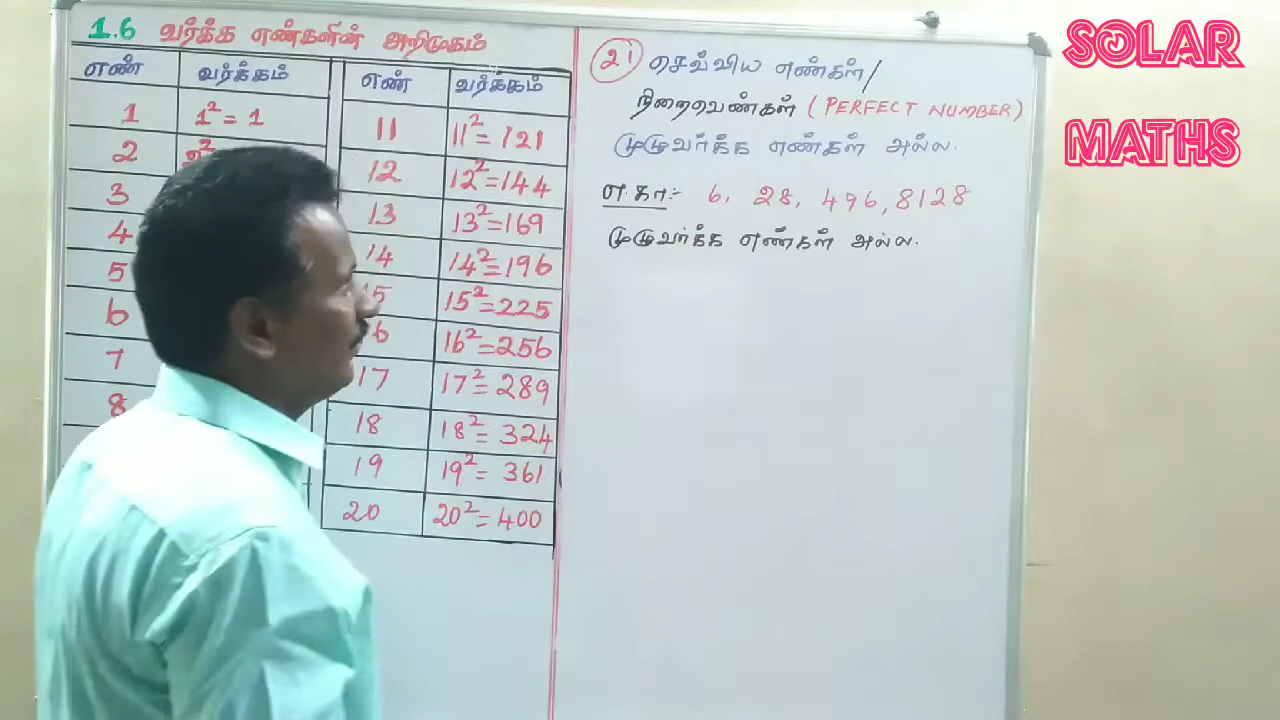 1.6 வர்க்க எண்களின் அறிமுகம்
எண் வர்க்கம் எண் வர்க்கம்
1 1² = 1 11 11² = 121
2 2² 12 12² = 144
3 13 13² = 169
4 14 14² = 196
5 15 15² = 225
6 6 16² = 256
7 17 17² = 289
8 18 18² = 324
19 19² = 361
20 20² = 400
21 செவ்விய எண்கள் /
நிறைவெண்கள் (PERFECT NUMBER)
முழுவர்க்க எண்கள் அல்ல.
எ.கா:- 6, 28, 496, 8128
முழுவர்க்க எண்கள் அல்ல.
SOLAR
MATHS